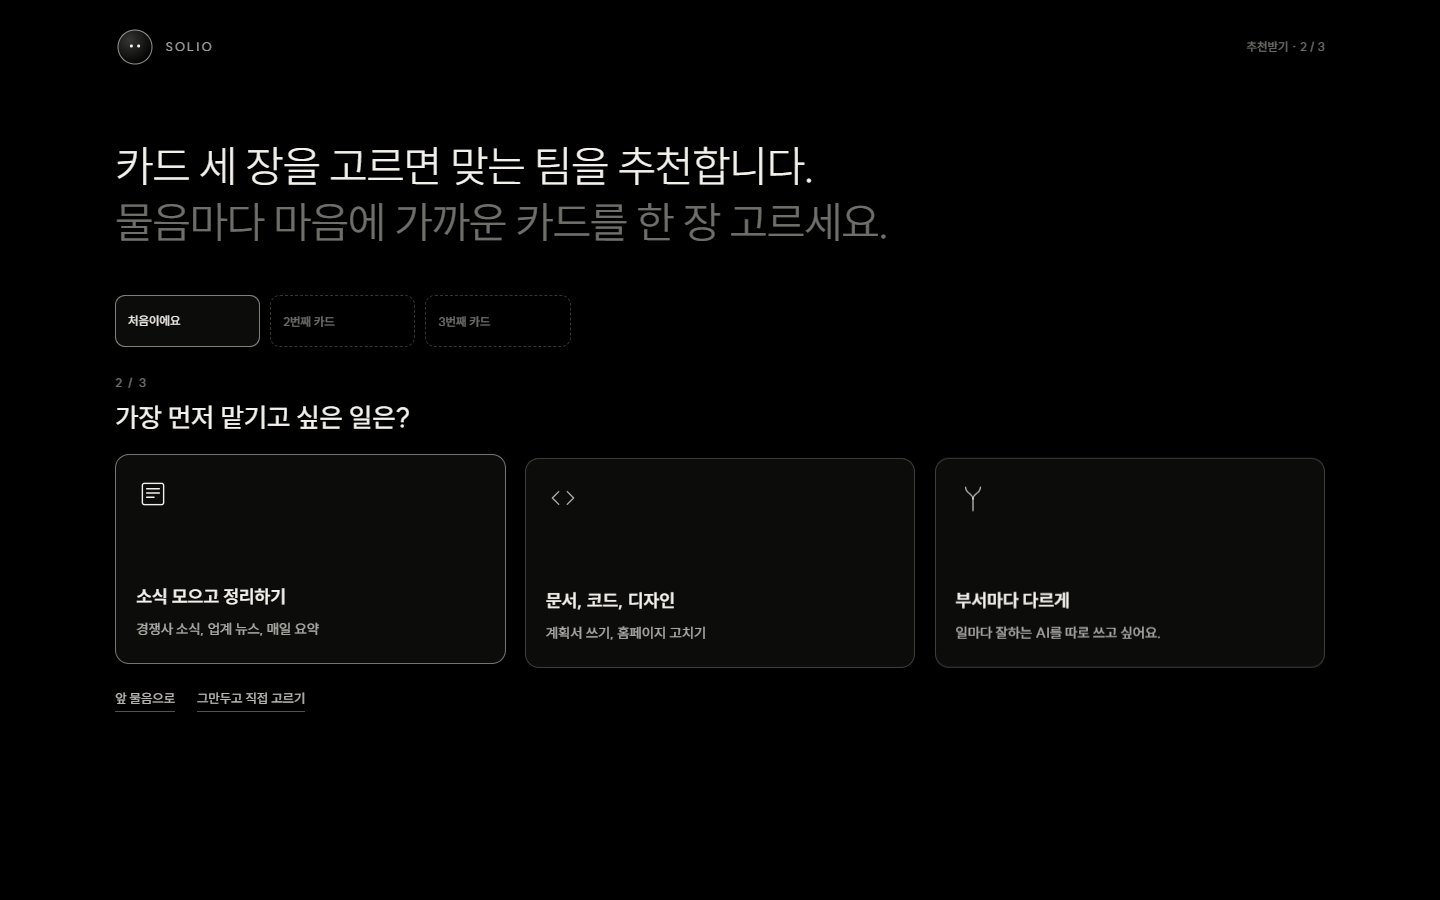 SOLIO
추천받기 · 2 / 3
카드 세 장을 고르면 맞는 팀을 추천합니다.
물음마다 마음에 가까운 카드를 한 장 고르세요.
처음이에요
2번째 카드
3번째 카드
2 / 3
가장 먼저 맡기고 싶은 일은?
소식 모으고 정리하기
경쟁사 소식, 업계 뉴스, 매일 요약
문서, 코드, 디자인
계획서 쓰기, 홈페이지 고치기
부서마다 다르게
일마다 잘하는 AI를 따로 쓰고 싶어요.
앞 물음으로
그만두고 직접 고르기